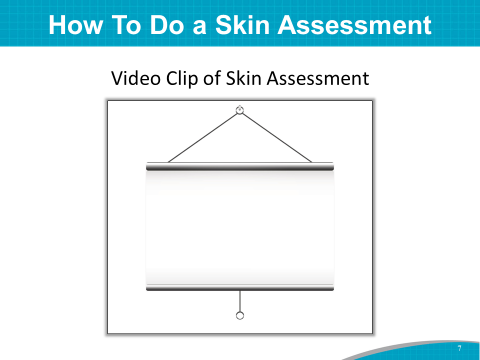 How To Do a Skin Assessment
Video Clip of Skin Assessment
7